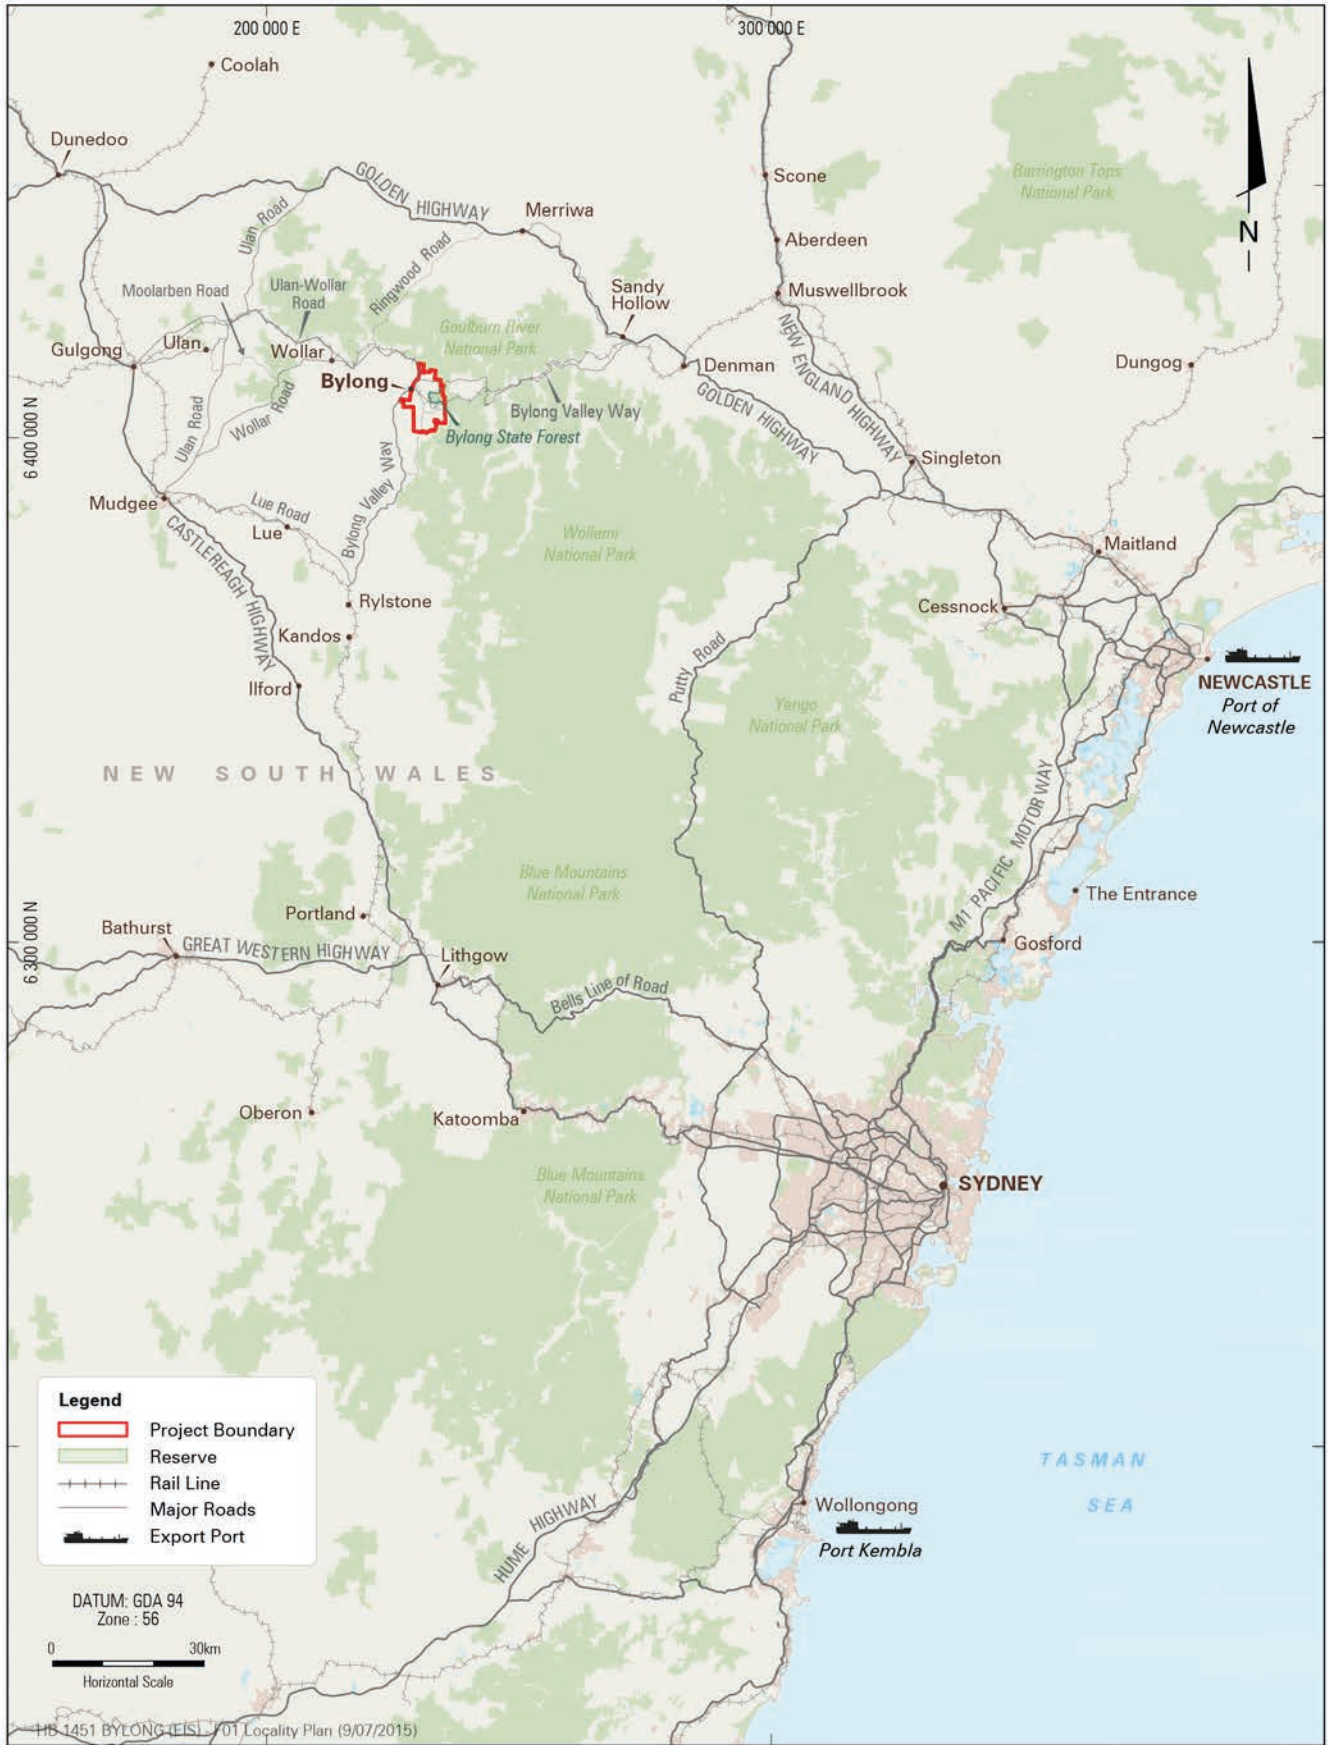 200 000 E
300 000 E
Coolah
Dunedoo
GOLDEN HIGHWAY
Scone
Barrington Tops
National Park
Merriwa
Ulan Road
Ringwood Road
Aberdeen
N
Moolarben Road
Ulan-Wollar
Road
Sandy
Hollow
Muswellbrook
Goulburn River
National Park
NEW ENGLAND HIGHWAY
Gulgong
Ulan
Wollar
Denman
Dungog
Bylong
GOLDEN HIGHWAY
Bylong Valley Way
Wollar Road
Ulan Road
Bylong State Forest
6 400 000 N
Singleton
Bylong Valley Way
Mudgee
Lue Road
Lue
CASTLEREAGH HIGHWAY
Wollemi
National Park
Maitland
Rylstone
Cessnock
Kandos
Putty Road
Ilford
NEWCASTLE
Port of
Newcastle
Yengo
National Park
NEW SOUTH WALES
M1 PACIFIC MOTORWAY
Blue Mountains
National Park
The Entrance
Portland
Bathurst
GREAT WESTERN HIGHWAY
6 300 000 N
Gosford
Lithgow
Bells Line of Road
Oberon
Katoomba
Blue Mountains
National Park
SYDNEY
Legend
Project Boundary
Reserve
Rail Line
Major Roads
Export Port
TASMAN
SEA
HUME HIGHWAY
Wollongong
Port Kembla
DATUM: GDA 94
Zone : 56
0 30km
Horizontal Scale
HB 1451 BYLONG (EIS) - F01 Locality Plan (9/07/2015)